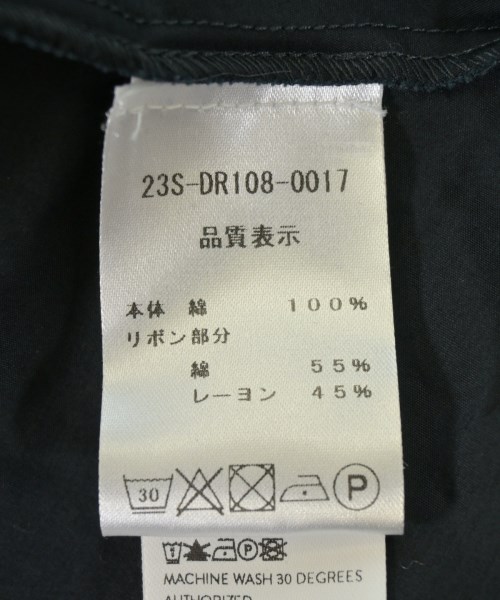 23S-DR108-0017
品質表示
本体 綿 100%
リボン部分
綿 55%
レーヨン 45%
30 P
MACHINE WASH 30 DEGREES
AUTHORIZED